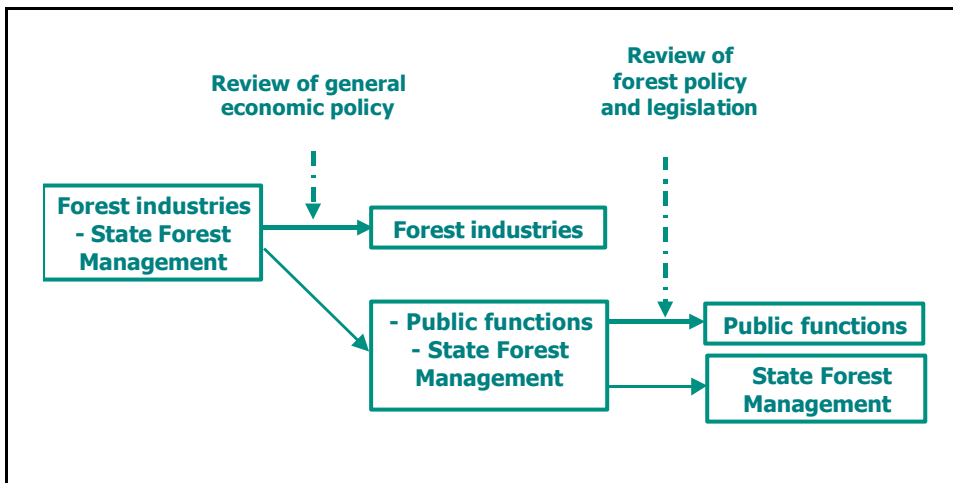 Review of general
economic policy
Review of
forest policy
and legislation
Forest industries
- State Forest
Management
Forest industries
- Public functions
- State Forest
Management
Public functions
State Forest
Management